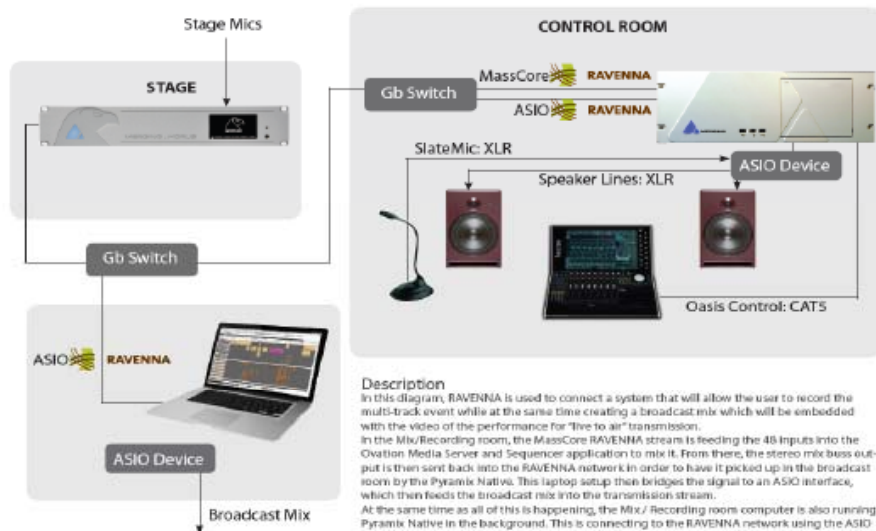 Stage Mics
CONTROL ROOM
STAGE
MassCore RAVENNA
Gb Switch
ASIO RAVENNA
SlateMic: XLR
ASIO Device
Speaker Lines: XLR
Gb Switch
Oasis Control: CAT5
ASIO RAVENNA
ASIO Device
Broadcast Mix
Description
In this diagram, RAVENNA is used to connect a system that will allow the user to record the
multi-track event while at the same time creating a broadcast mix which will be embedded
with the video of the performance for "live to air" transmission.
In the Mix/Recording room, the MassCore RAVENNA stream is feeding the 48 inputs into the
Ovation Media Server and Sequencer application to mix it. From there, the stereo mix buss out-
put is then sent back into the RAVENNA network in order to have it picked up in the broadcast
room by the Pyramix Native. This laptop setup then bridges the signal to an ASIO interface,
which then feeds the broadcast mix into the transmission stream.
At the same time as all of this is happening, the Mix / Recording room computer is also running
Pyramix Native in the background. This is connecting to the RAVENNA network using the ASIO